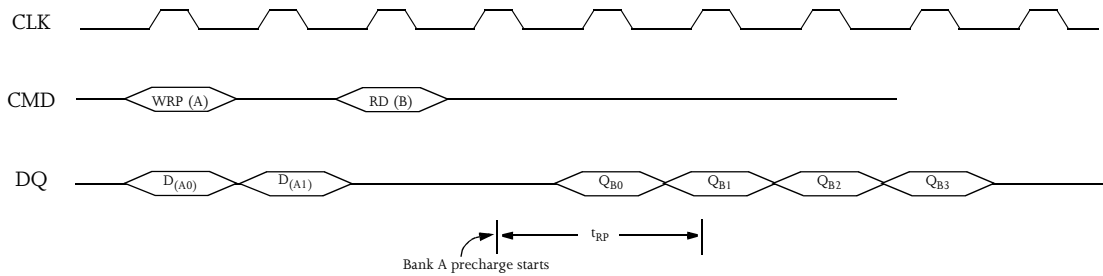 CLK
CMD WRP (A) RD (B)
DQ D(A0) D(A1) QB0 QB1 QB2 QB3
tRP
Bank A precharge starts